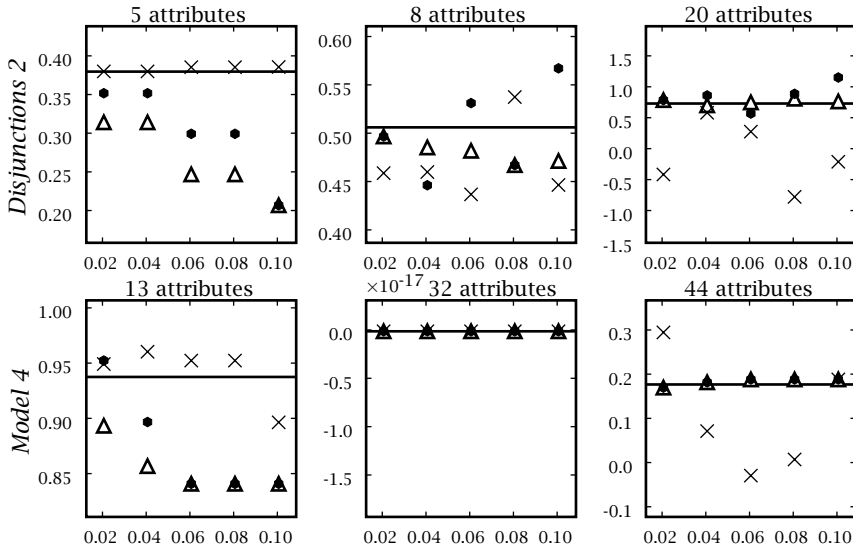 5 attributes
8 attributes
20 attributes
Disjunctions 2
0.40
0.35
0.30
0.25
0.20
0.60
0.55
0.50
0.45
0.40
1.5
1.0
0.5
0.0
-0.5
-1.0
-1.5
0.02 0.04 0.06 0.08 0.10
0.02 0.04 0.06 0.08 0.10
0.02 0.04 0.06 0.08 0.10
13 attributes
×10-17 32 attributes
44 attributes
Model 4
1.00
0.95
0.90
0.85
0.0
-0.5
-1.0
-1.5
0.3
0.2
0.1
0.0
-0.1
0.02 0.04 0.06 0.08 0.10
0.02 0.04 0.06 0.08 0.10
0.02 0.04 0.06 0.08 0.10